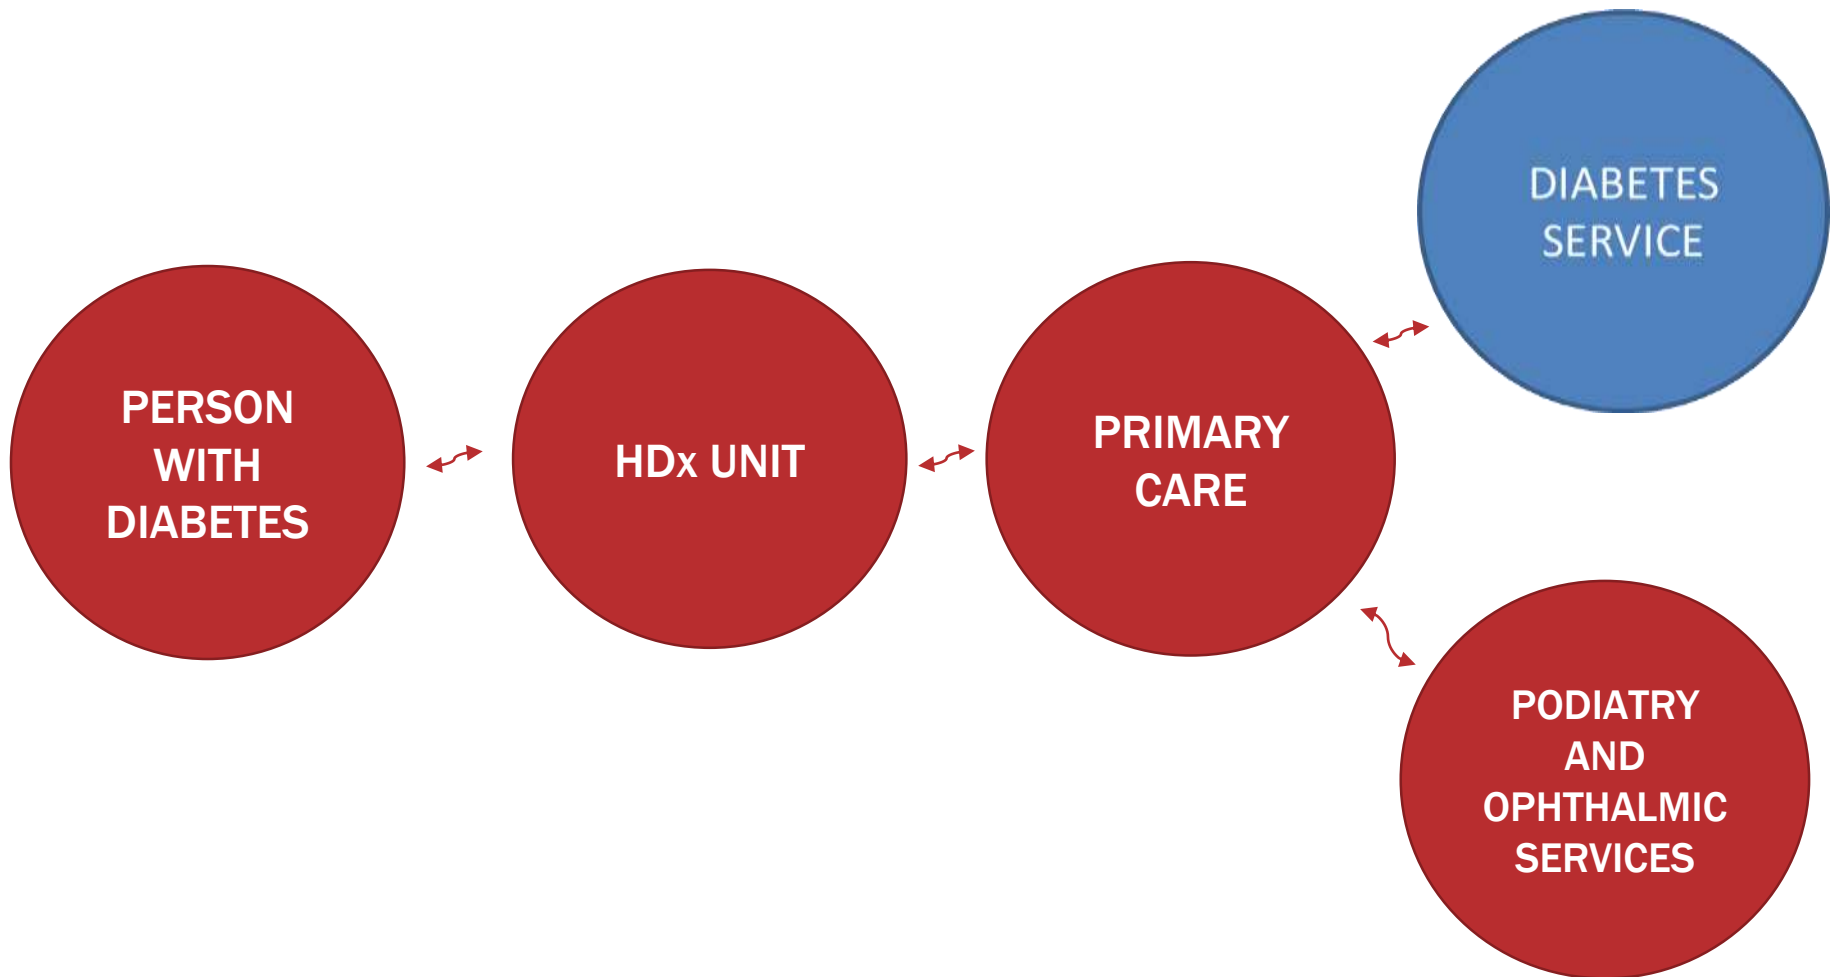 PERSON
WITH
DIABETES
HDx UNIT
PRIMARY
CARE
DIABETES
SERVICE
PODIATRY
AND
OPHTHALMIC
SERVICES